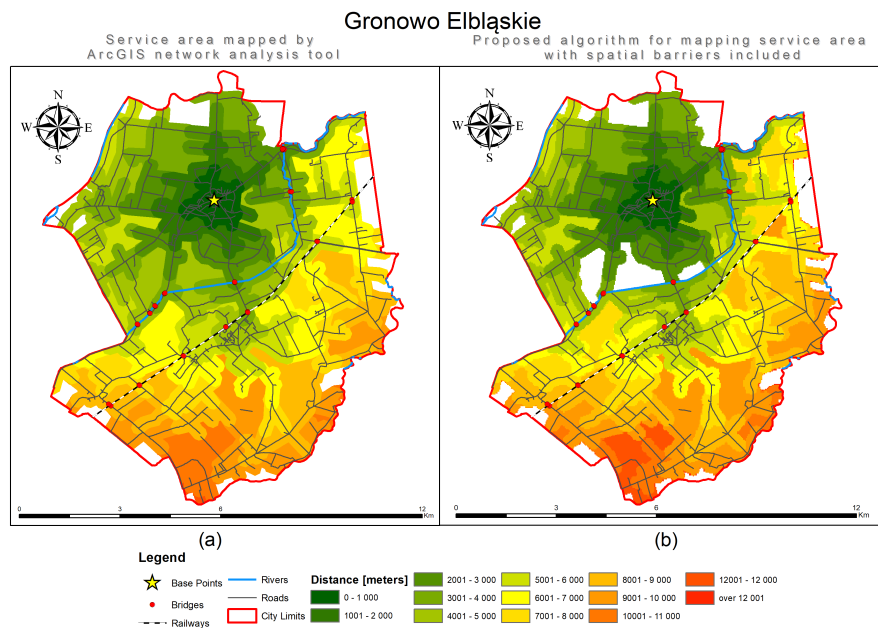 Gronowo Elbląskie
Service area mapped by
ArcGIS network analysis tool
Proposed algorithm for mapping service area
with spatial barriers included
N
W E
S
N
W E
S
0 3 6 12
Km
0 3 6 12
Km
(a)
(b)
Legend
Base Points
Bridges
Railways
Rivers
Roads
City Limits
Distance [meters]
0 - 1 000
1001 - 2 000
2001 - 3 000
3001 - 4 000
4001 - 5 000
5001 - 6 000
6001 - 7 000
7001 - 8 000
8001 - 9 000
9001 - 10 000
10001 - 11 000
12001 - 12 000
over 12 001